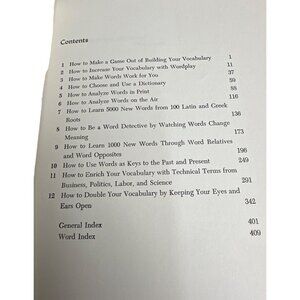 Contents
1 How to Make a Game Out of Building Your Vocabulary 1
2 How to Increase Your Vocabulary with Wordplay 11
3 How to Make Words Work for You 37
4 How to Choose and Use a Dictionary 59
5 How to Analyze Words in Print 88
6 How to Analyze Words on the Air 116
7 How to Learn 5000 New Words from 100 Latin and Greek
Roots 136
8 How to Be a Word Detective by Watching Words Change
Meaning 173
9 How to Learn 1000 New Words Through Word Relatives
and Word Opposites 196
10 How to Use Words as Keys to the Past and Present 249
11 How to Enrich Your Vocabulary with Technical Terms from
Business, Politics, Labor, and Science 291
12 How to Double Your Vocabulary by Keeping Your Eyes and
Ears Open 342
General Index 401
Word Index 409